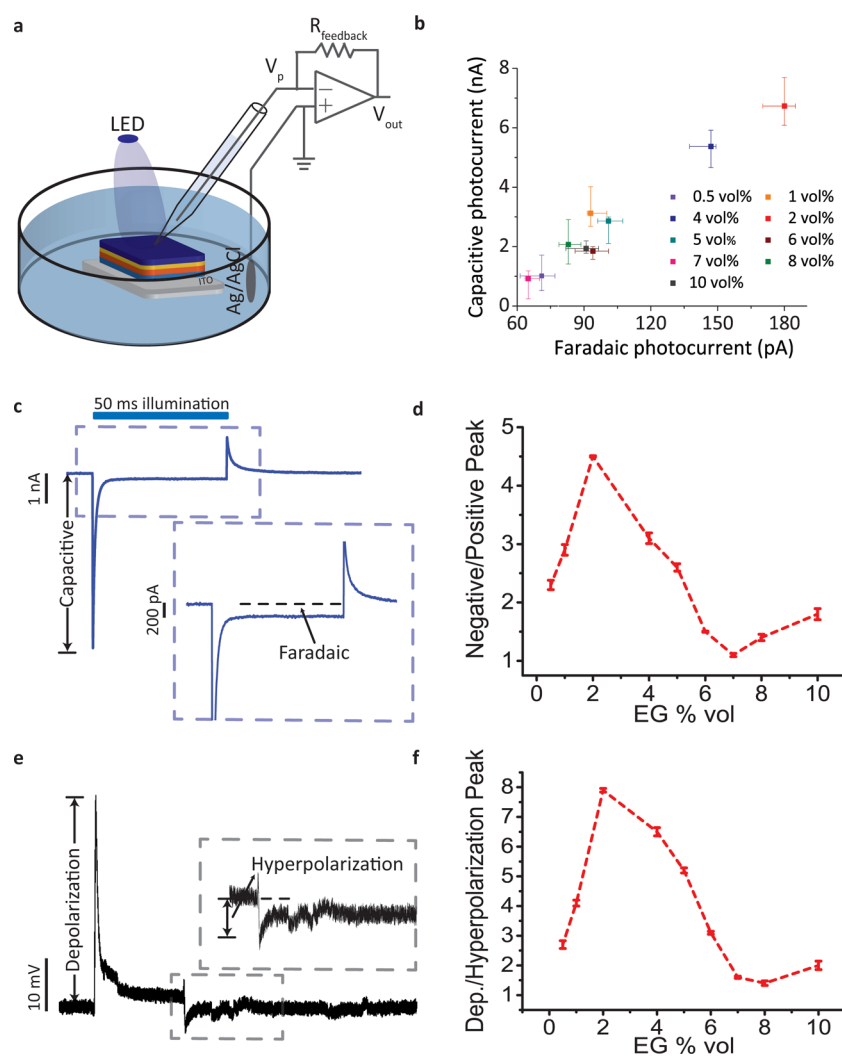 a
R feedback
V p
V out
LED
ITO
Ag/AgCl
b
Capacitive photocurrent (nA)
8
6
4
2
0
60
90
120
150
180
Faradaic photocurrent (pA)
0.5 vol%
1 vol%
4 vol%
2 vol%
5 vol%
6 vol%
7 vol%
8 vol%
10 vol%
c
50 ms illumination
1 nA
Capacitive
200 pA
Faradaic
d
Negative/Positive Peak
5
4
3
2
1
0
2
4
6
8
10
EG % vol
e
Depolarization
10 mV
Hyperpolarization
f
Dep./Hyperpolarization Peak
8
7
6
5
4
3
2
1
0
2
4
6
8
10
EG % vol